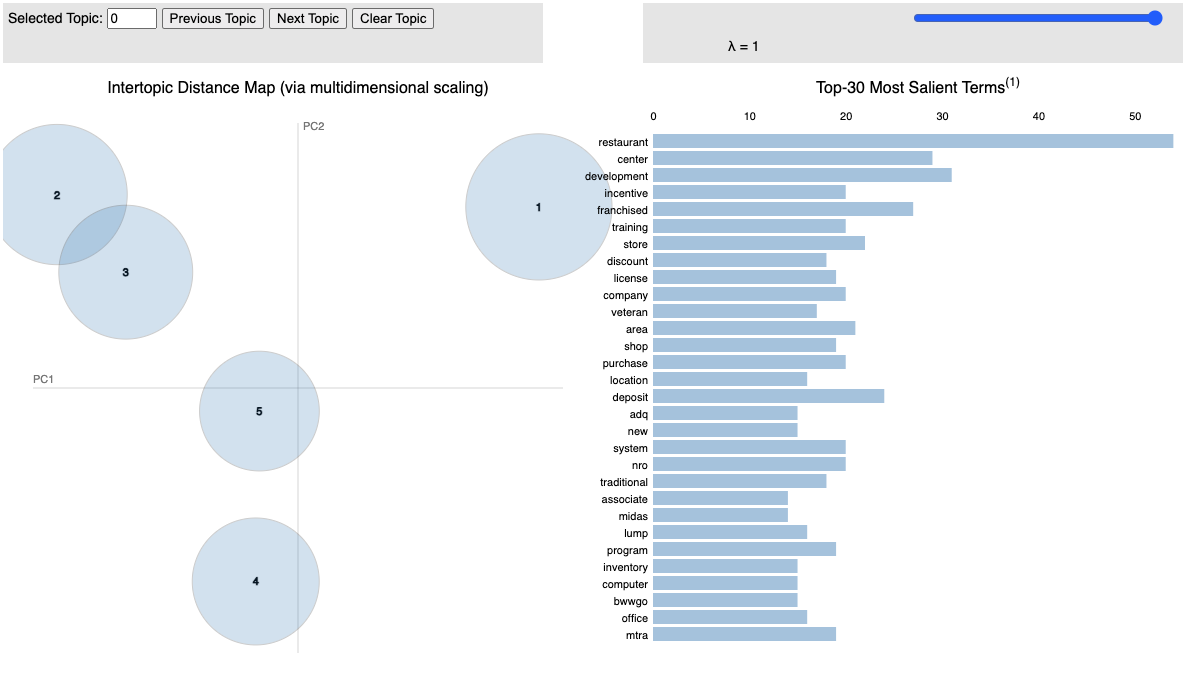 Selected Topic: 0 Previous Topic Next Topic Clear Topic
λ = 1
Intertopic Distance Map (via multidimensional scaling)
PC2
2
1
3
PC1
5
4
Top-30 Most Salient Terms(1)
0 10 20 30 40 50
restaurant
center
development
incentive
franchised
training
store
discount
license
company
veteran
area
shop
purchase
location
deposit
adq
new
system
nro
traditional
associate
midas
lump
program
inventory
computer
bwwgo
office
mtra